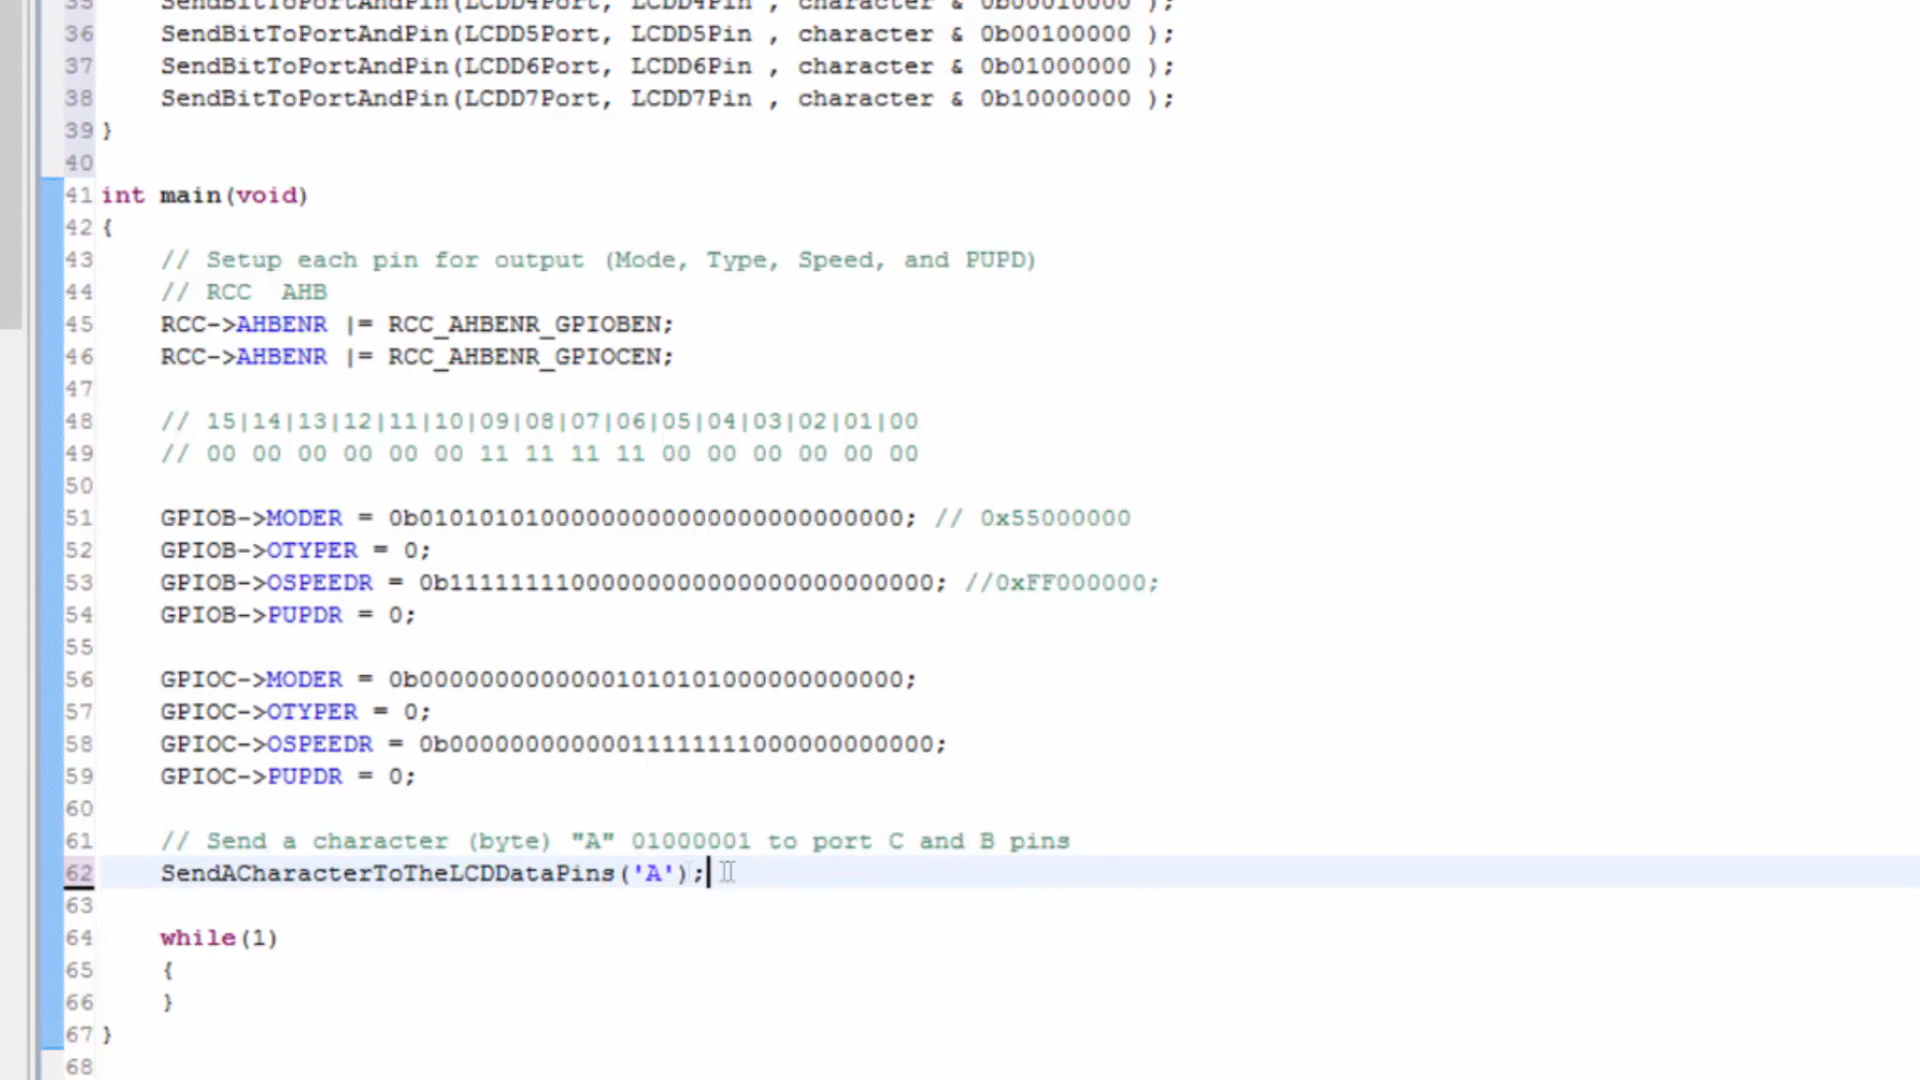 35 SendBitToPortAndPin(LCDD4Port, LCDD4Pin , character & 0b00010000 );
36 SendBitToPortAndPin(LCDD5Port, LCDD5Pin , character & 0b00100000 );
37 SendBitToPortAndPin(LCDD6Port, LCDD6Pin , character & 0b01000000 );
38 SendBitToPortAndPin(LCDD7Port, LCDD7Pin , character & 0b10000000 );
39 }
40
41 int main(void)
42 {
43 // Setup each pin for output (Mode, Type, Speed, and PUPD)
44 // RCC  AHB
45 RCC->AHBENR |= RCC_AHBENR_GPIOBEN;
46 RCC->AHBENR |= RCC_AHBENR_GPIOCEN;
47
48 // 15|14|13|12|11|10|09|08|07|06|05|04|03|02|01|00
49 // 00 00 00 00 00 00 11 11 11 11 00 00 00 00 00 00
50
51 GPIOB->MODER = 0b01010101000000000000000000000000; // 0x55000000
52 GPIOB->OTYPER = 0;
53 GPIOB->OSPEEDR = 0b11111111000000000000000000000000; //0xFF000000;
54 GPIOB->PUPDR = 0;
55
56 GPIOC->MODER = 0b00000000000001010101000000000000;
57 GPIOC->OTYPER = 0;
58 GPIOC->OSPEEDR = 0b00000000000011111111000000000000;
59 GPIOC->PUPDR = 0;
60
61 // Send a character (byte) "A" 01000001 to port C and B pins
62 SendACharacterToTheLCDDataPins('A');
63
64 while(1)
65 {
66 }
67 }
68